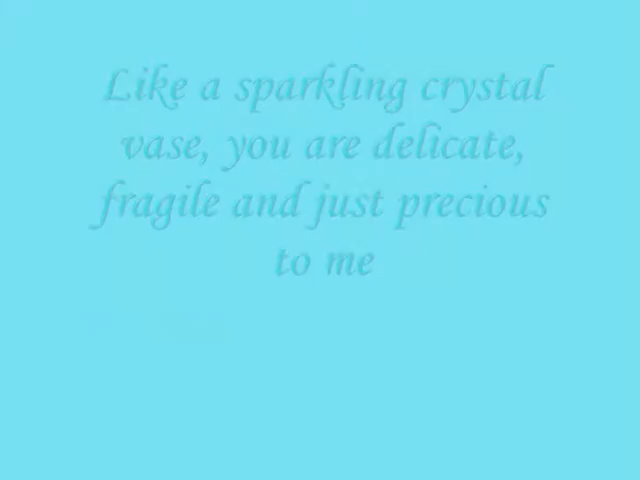 Like a sparkling crystal
vase, you are delicate,
fragile and just precious
to me